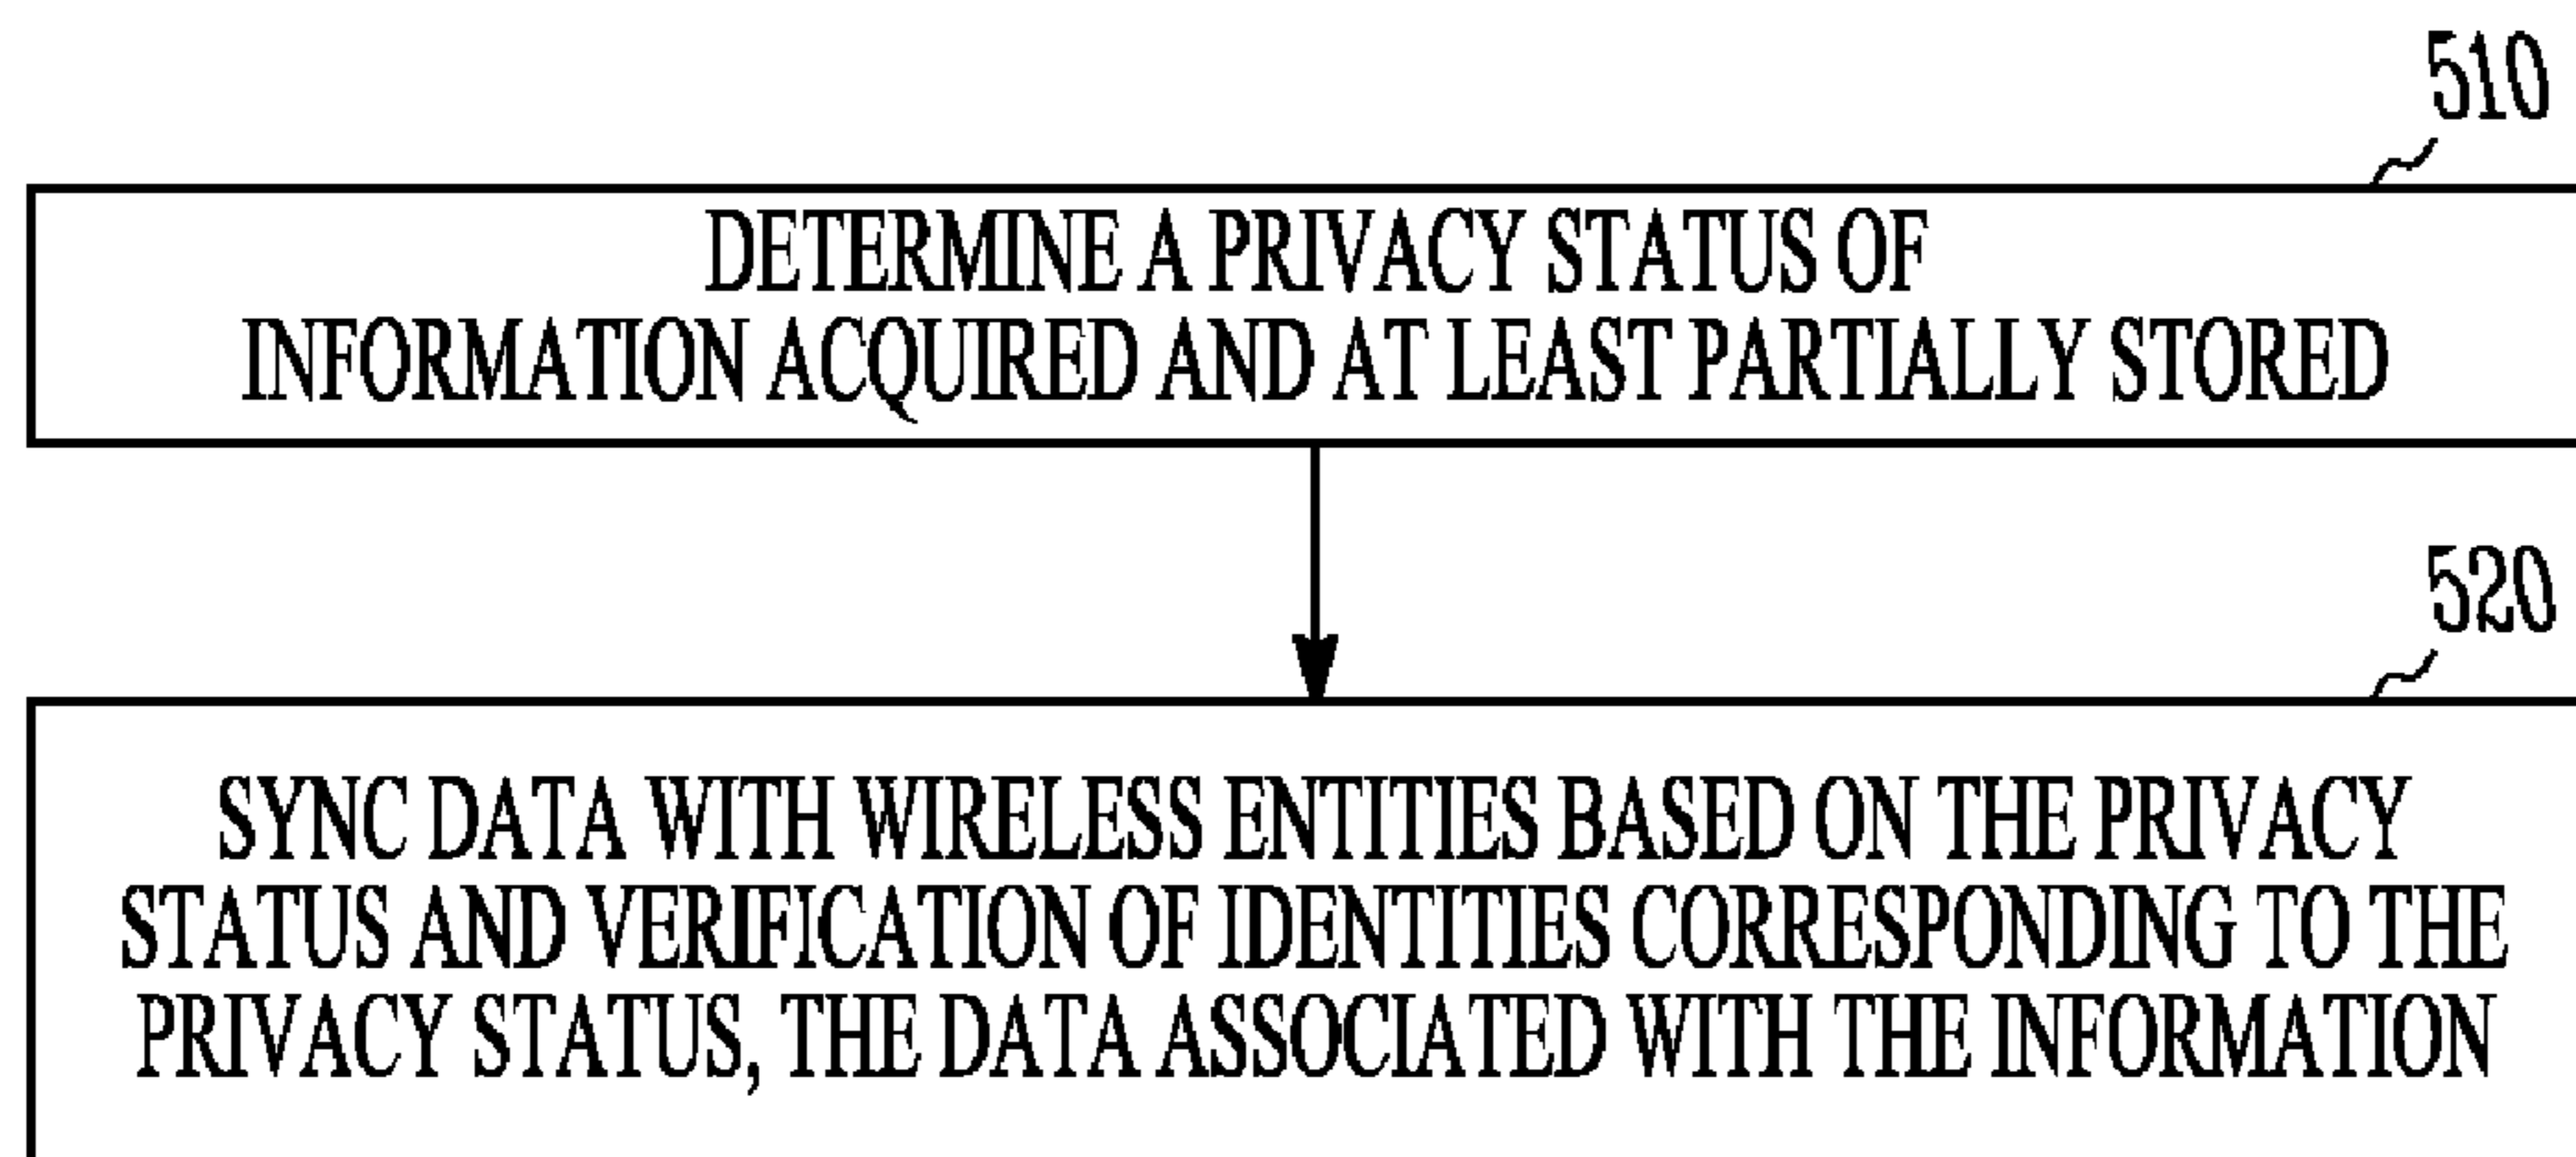 510
DETERMINE A PRIVACY STATUS OF
INFORMATION ACQUIRED AND AT LEAST PARTIALLY STORED
520
SYNC DATA WITH WIRELESS ENTITIES BASED ON THE PRIVACY
STATUS AND VERIFICATION OF IDENTITIES CORRESPONDING TO THE
PRIVACY STATUS, THE DATA ASSOCIATED WITH THE INFORMATION